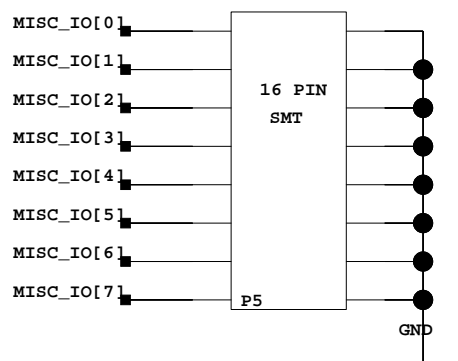 MISC_IO[0]
MISC_IO[1]
MISC_IO[2]
MISC_IO[3]
MISC_IO[4]
MISC_IO[5]
MISC_IO[6]
MISC_IO[7]
16 PIN
SMT
P5
GND